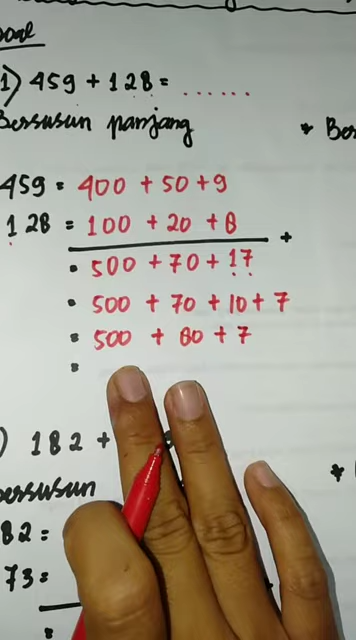 Soal
1) 459 + 128 = ......
Bersusun panjang
459 = 400 + 50 + 9
128 = 100 + 20 + 8
+
= 500 + 70 + 17
= 500 + 70 + 10 + 7
= 500 + 80 + 7
=
) 182 +
bersusun
82 =
73 =
=